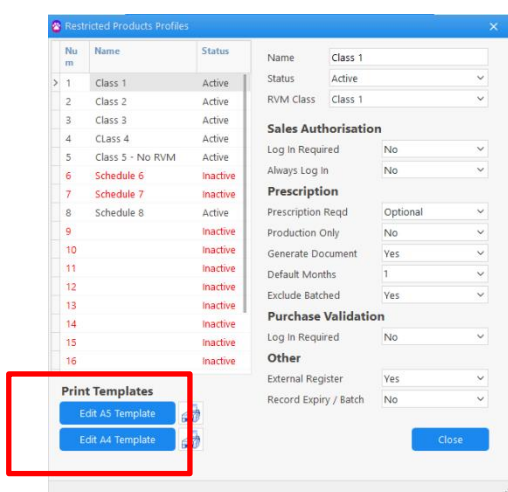 Restricted Products Profiles
Num Name Status
1 Class 1 Active
2 Class 2 Active
3 Class 3 Active
4 CLass 4 Active
5 Class 5 - No RVM Active
6 Schedule 6 Inactive
7 Schedule 7 Inactive
8 Schedule 8 Active
9 Inactive
10 Inactive
11 Inactive
12 Inactive
13 Inactive
14 Inactive
15 Inactive
16 Inactive
Print Templates
Edit A5 Template
Edit A4 Template
Name Class 1
Status Active
RVM Class Class 1
Sales Authorisation
Log In Required No
Always Log In No
Prescription
Prescription Reqd Optional
Production Only No
Generate Document Yes
Default Months 1
Exclude Batched Yes
Purchase Validation
Log In Required No
Other
External Register Yes
Record Expiry / Batch No
Close